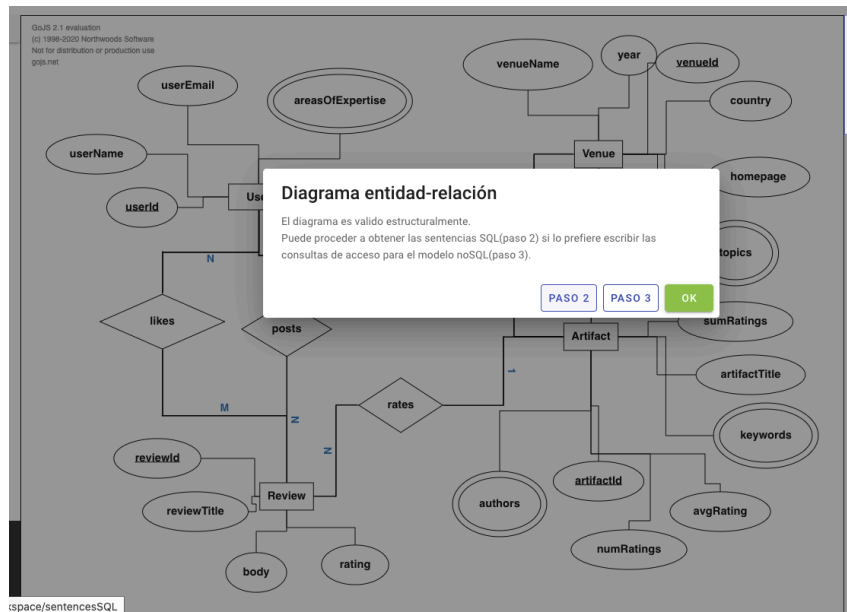 GoJS 2.1 evaluation
(c) 1998-2020 Northwoods Software
Not for distribution or production use
gojs.net
userEmail
areasOfExpertise
venueName
year
venueId
country
userName
Venue
homepage
userId
Use
Diagrama entidad-relación
El diagrama es valido estructuralmente.
Puede proceder a obtener las sentencias SQL(paso 2) si lo prefiere escribir las
consultas de acceso para el modelo noSQL(paso 3).
topics
N
PASO 2
PASO 3
OK
likes
posts
sumRatings
Artifact
1
artifactTitle
M
N
rates
keywords
N
reviewId
artifactId
Review
authors
reviewTitle
avgRating
numRatings
body
rating
kspace/sentencesSQL